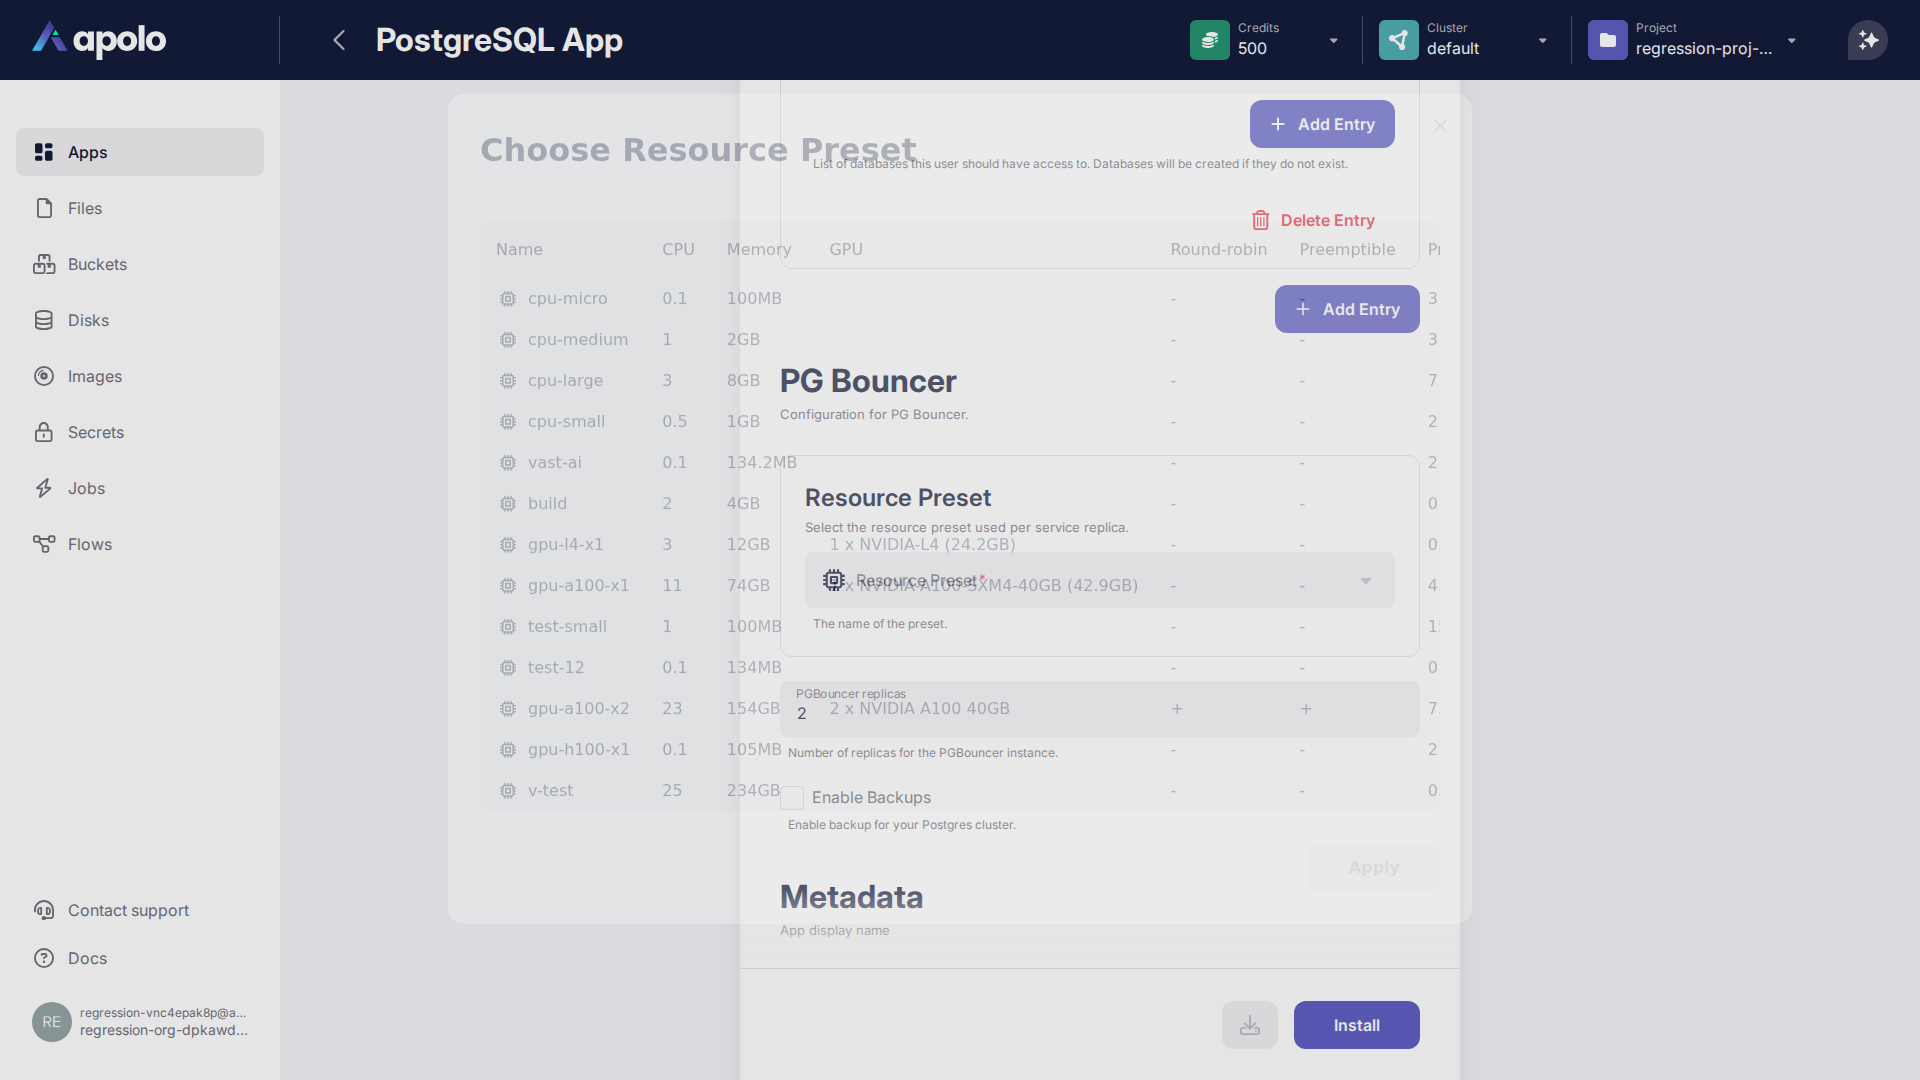 apolo
PostgreSQL App
Credits
500
Cluster
default
Project
regression-proj-...
Apps
Files
Buckets
Disks
Images
Secrets
Jobs
Flows
Contact support
Docs
RE
regression-vnc4epak8p@a...
regression-org-dpkawd...
Choose Resource Preset
Name CPU Memory GPU Round-robin Preemptible
cpu-micro 0.1 100MB - - 3
cpu-medium 1 2GB - - 3
cpu-large 3 8GB - - 7
cpu-small 0.5 1GB - - 2
vast-ai 0.1 134.2MB - - 2
build 2 4GB - - 0
gpu-l4-x1 3 12GB 1 x NVIDIA-L4 (24.2GB) - - 0
gpu-a100-x1 11 74GB x NVIDIA-A100-SXM4-40GB (42.9GB) - - 4
test-small 1 100MB - -
test-12 0.1 134MB - - 0
gpu-a100-x2 23 154GB 2 x NVIDIA A100 40GB + + 7
gpu-h100-x1 0.1 105MB - - 2
v-test 25 234GB - - 0
Apply
Add Entry
List of databases this user should have access to. Databases will be created if they do not exist.
Delete Entry
Add Entry
PG Bouncer
Configuration for PG Bouncer.
Resource Preset
Select the resource preset used per service replica.
Resource Preset*
The name of the preset.
PGBouncer replicas
2
Number of replicas for the PGBouncer instance.
Enable Backups
Enable backup for your Postgres cluster.
Metadata
App display name
Install